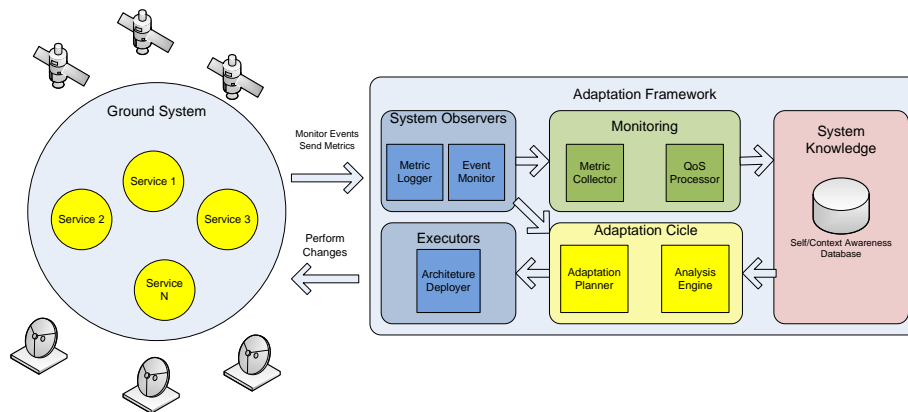 Ground System
Service 1
Service 2
Service 3
Service
N
Monitor Events
Send Metrics
Perform
Changes
Adaptation Framework
System Observers
Metric
Logger
Event
Monitor
Monitoring
Metric
Collector
QoS
Processor
System
Knowledge
Self/Context Awareness
Database
Executors
Architeture
Deployer
Adaptation Cicle
Adaptation
Planner
Analysis
Engine